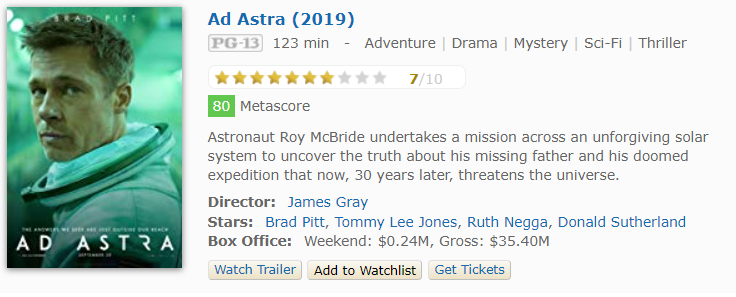 BRAD PITT
THE ANSWERS WE SEEK ARE JUST OUTSIDE OUR REACH
AD ASTRA
SEPTEMBER 20
Ad Astra (2019)
PG-13 123 min - Adventure | Drama | Mystery | Sci-Fi | Thriller
7/10
80 Metascore
Astronaut Roy McBride undertakes a mission across an unforgiving solar
system to uncover the truth about his missing father and his doomed
expedition that now, 30 years later, threatens the universe.
Director: James Gray
Stars: Brad Pitt, Tommy Lee Jones, Ruth Negga, Donald Sutherland
Box Office: Weekend: $0.24M, Gross: $35.40M
Watch Trailer Add to Watchlist Get Tickets